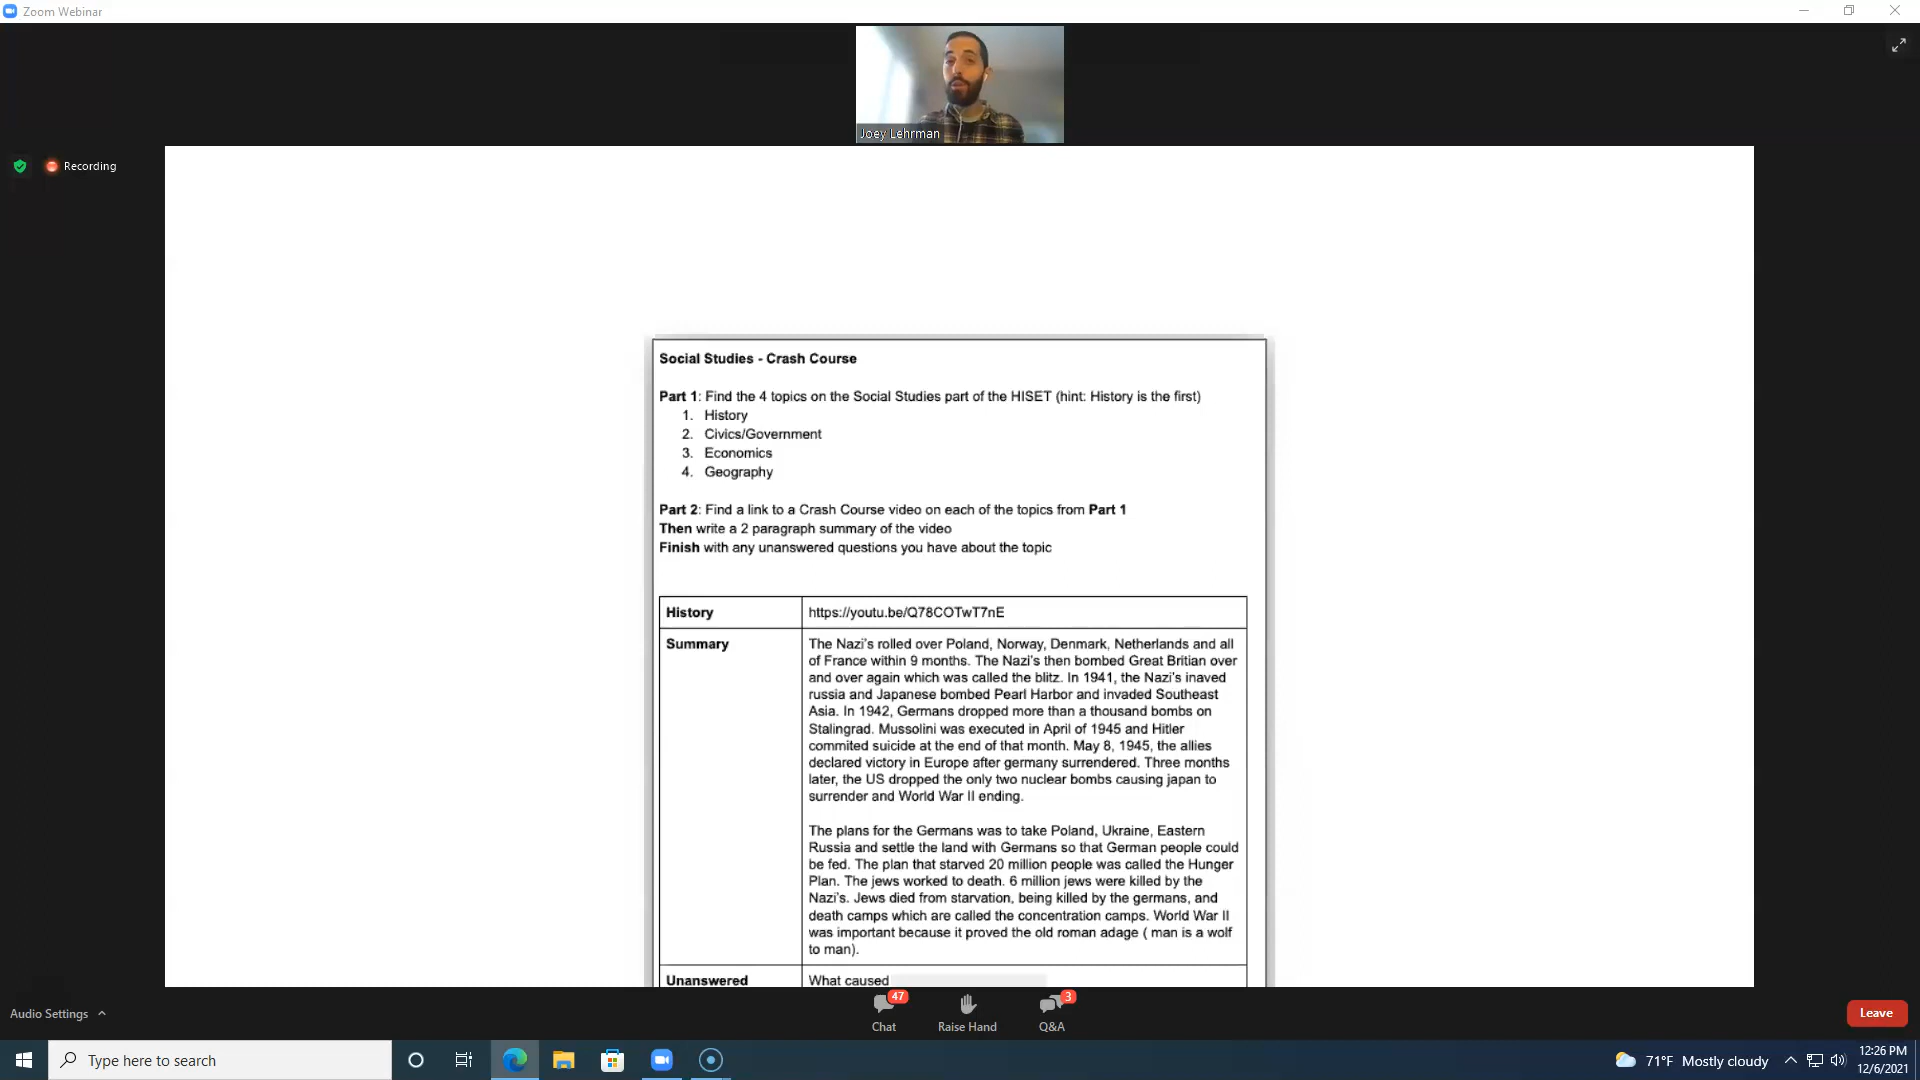 Zoom Webinar
Joey Lehrman
Recording
Social Studies - Crash Course
Part 1: Find the 4 topics on the Social Studies part of the HISET (hint: History is the first)
1. History
2. Civics/Government
3. Economics
4. Geography
Part 2: Find a link to a Crash Course video on each of the topics from Part 1
Then write a 2 paragraph summary of the video
Finish with any unanswered questions you have about the topic
History https://youtu.be/Q78COTwT7nE
Summary The Nazi's rolled over Poland, Norway, Denmark, Netherlands and all
of France within 9 months. The Nazi's then bombed Great Britian over
and over again which was called the blitz. In 1941, the Nazi's inaved
russia and Japanese bombed Pearl Harbor and invaded Southeast
Asia. In 1942, Germans dropped more than a thousand bombs on
Stalingrad. Mussolini was executed in April of 1945 and Hitler
commited suicide at the end of that month. May 8, 1945, the allies
declared victory in Europe after germany surrendered. Three months
later, the US dropped the only two nuclear bombs causing japan to
surrender and World War II ending.
The plans for the Germans was to take Poland, Ukraine, Eastern
Russia and settle the land with Germans so that German people could
be fed. The plan that starved 20 million people was called the Hunger
Plan. The jews worked to death. 6 million jews were killed by the
Nazi's. Jews died from starvation, being killed by the germans, and
death camps which are called the concentration camps. World War II
was important because it proved the old roman adage ( man is a wolf
to man).
Unanswered What caused
Audio Settings
47
Chat
Raise Hand
3
Q&A
Leave
Type here to search
71°F Mostly cloudy
12:26 PM
12/6/2021